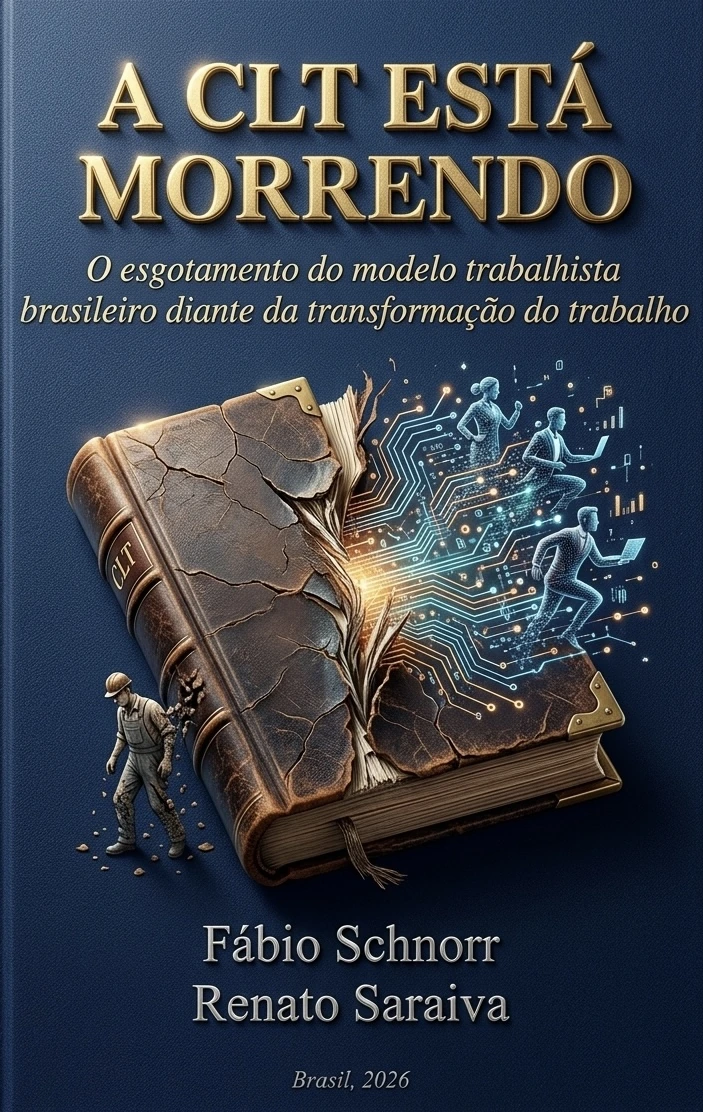 A CLT ESTÁ
MORRENDO
O esgotamento do modelo trabalhista
brasileiro diante da transformação do trabalho
CLT
Fábio Schnorr
Renato Saraiva
Brasil, 2026